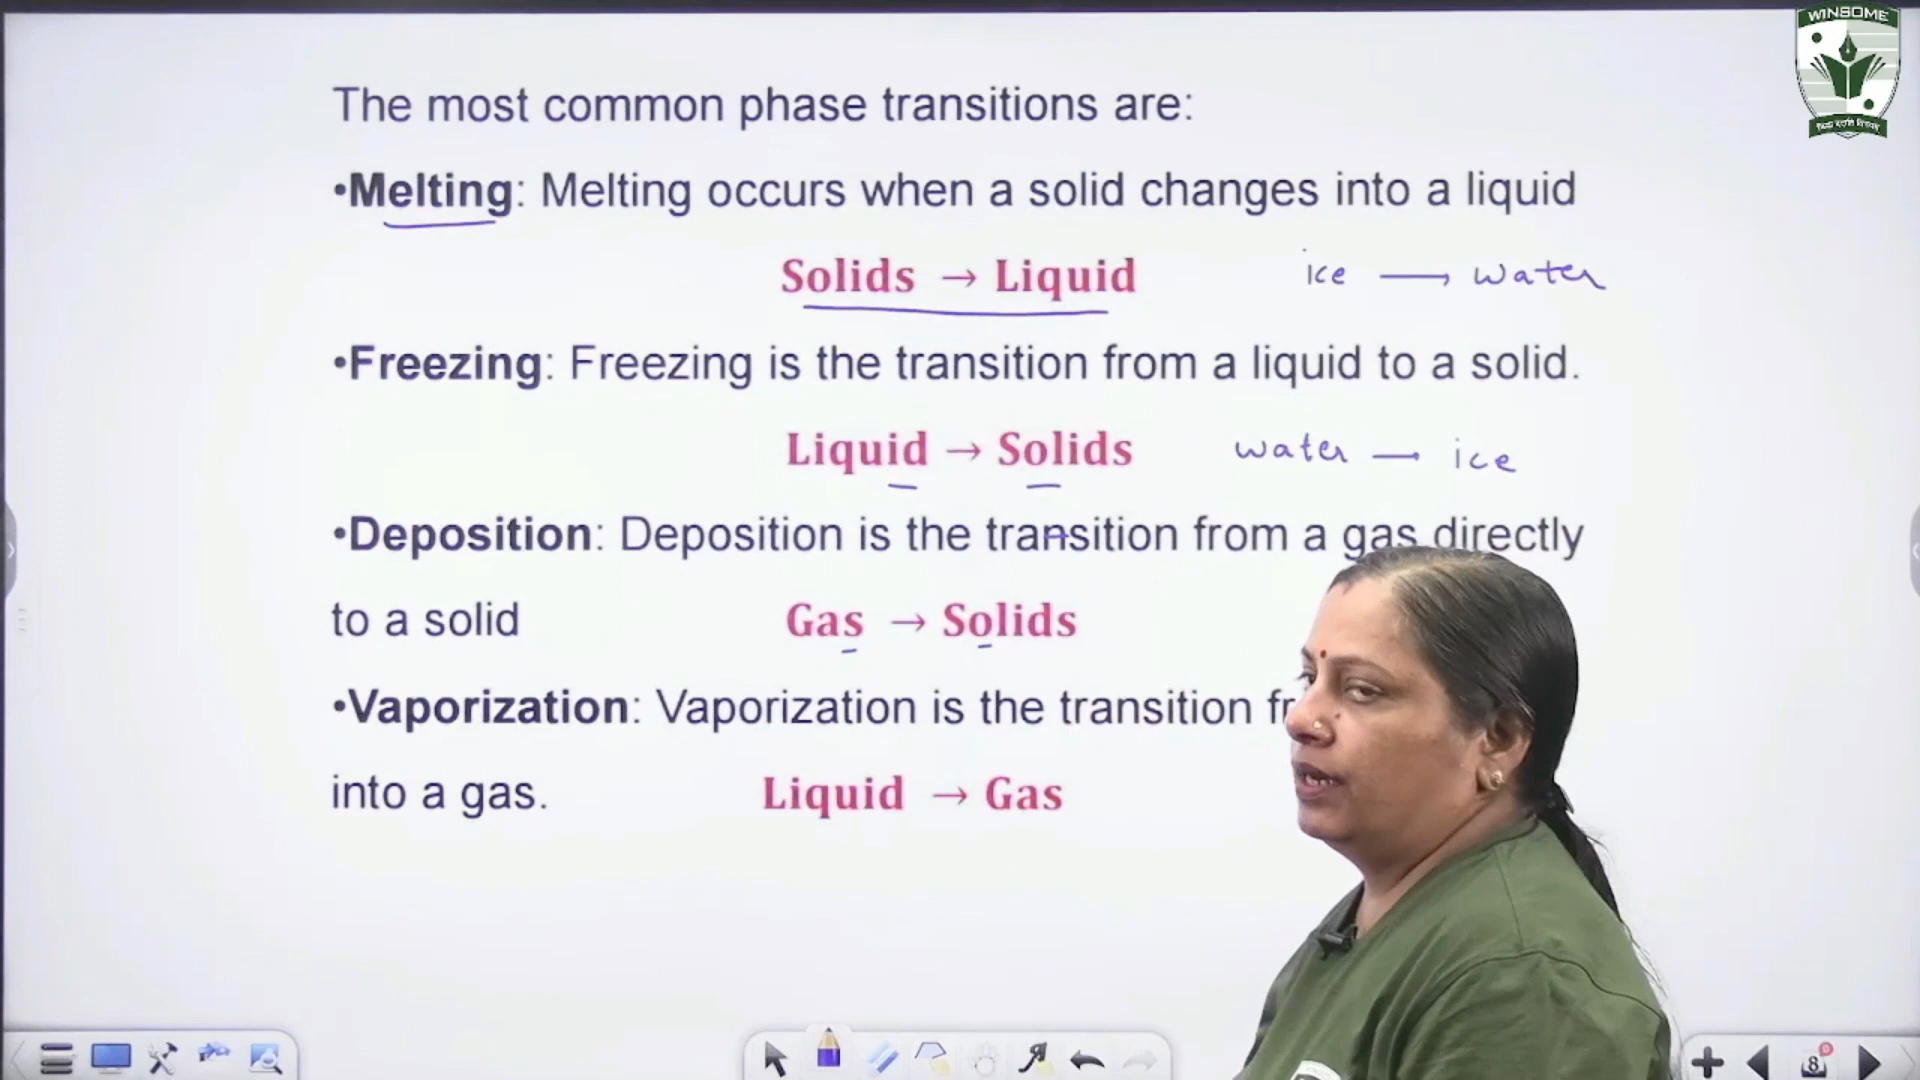 WINSOME
The most common phase transitions are:
•Melting: Melting occurs when a solid changes into a liquid
Solids → Liquid ice → water
•Freezing: Freezing is the transition from a liquid to a solid.
Liquid → Solids water → ice
•Deposition: Deposition is the transition from a gas directly
to a solid Gas → Solids
•Vaporization: Vaporization is the transition
into a gas. Liquid → Gas
8
0